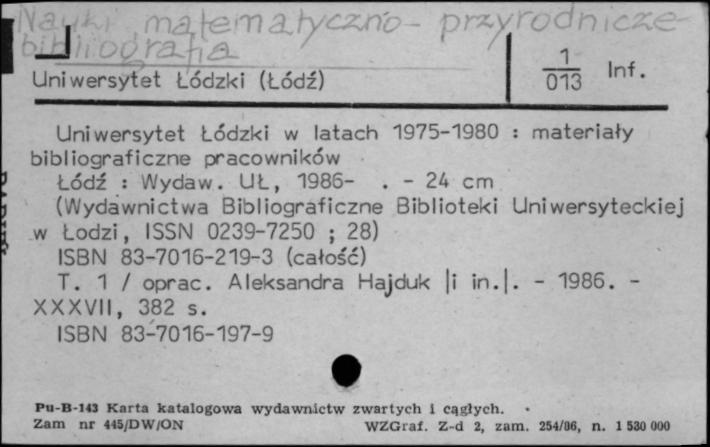 Nauki matematyczno-przyrodnicze-
bibliografia
Uniwersytet Łódzki (Łódź)
1
013
Inf.
Uniwersytet Łódzki w latach 1975-1980 : materiały
bibliograficzne pracowników
Łódź : Wydaw. UŁ, 1986- . - 24 cm
(Wydawnictwa Bibliograficzne Biblioteki Uniwersyteckiej
w Łodzi, ISSN 0239-7250 ; 28)
ISBN 83-7016-219-3 (całość)
T. 1 / oprac. Aleksandra Hajduk |i in.|. - 1986. -
XXXVII, 382 s.
ISBN 83-7016-197-9
Pu-B-143 Karta katalogowa wydawnictw zwartych i cągłych.
Zam nr 445/DW/ON WZGraf. Z-d 2, zam. 254/86, n. 1 530 000